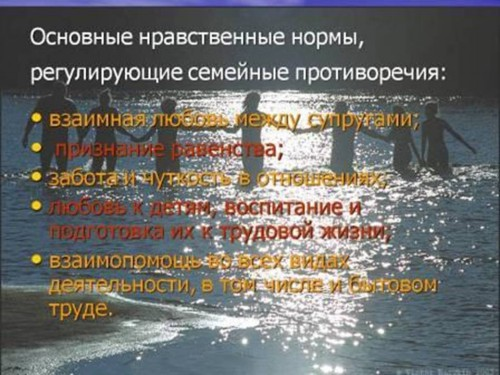 Основные нравственные нормы,
регулирующие семейные противоречия:
• взаимная любовь между супругами;
• признание равенства;
• забота и чуткость в отношениях;
• любовь к детям, воспитание и
подготовка их к трудовой жизни;
• взаимопомощь во всех видах
деятельности, в том числе и бытовом
труде.